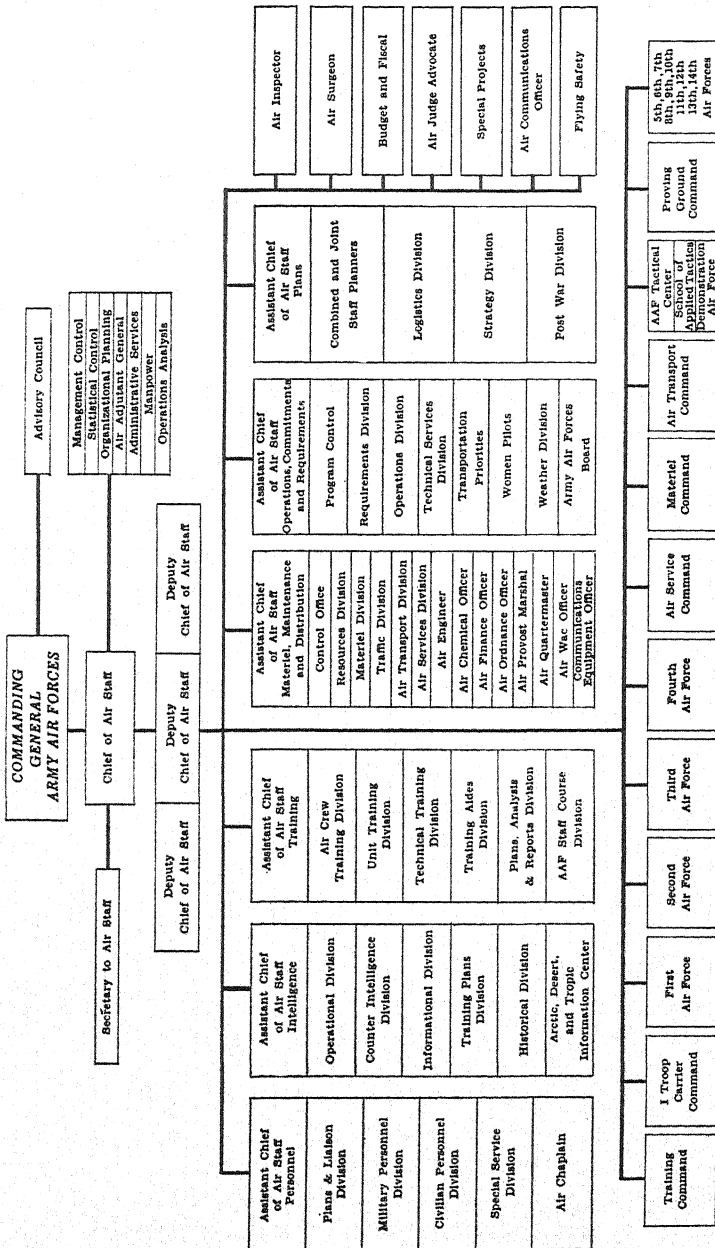 COMMANDING
GENERAL
ARMY AIR FORCES
Advisory Council
Secretary to Air Staff
Chief of Air Staff
Management Control
Statistical Control
Organizational Planning
Air Adjutant General
Administrative Services
Manpower
Operations Analysis
Deputy
Chief of Air Staff
Deputy
Chief of Air Staff
Deputy
Chief of Air Staff
Assistant Chief
of Air Staff
Personnel
Plans & Liaison
Division
Military Personnel
Division
Civilian Personnel
Division
Special Service
Division
Air Chaplain
Assistant Chief
of Air Staff
Intelligence
Operational Division
Counter Intelligence
Division
Informational Division
Training Plans
Division
Historical Division
Arctic, Desert,
and Tropic
Information Center
Assistant Chief
of Air Staff
Training
Air Crew
Training Division
Unit Training
Division
Technical Training
Division
Training Aides
Division
Plans, Analysis
& Reports Division
AAF Staff Course
Division
Assistant Chief
of Air Staff
Materiel, Maintenance
and Distribution
Control Office
Resources Division
Materiel Division
Traffic Division
Air Transport Division
Air Services Division
Air Engineer
Air Chemical Officer
Air Finance Officer
Air Ordnance Officer
Air Provost Marshal
Air Quartermaster
Air Wac Officer
Communications
Equipment Officer
Assistant Chief
of Air Staff
Operations, Commitments
and Requirements
Program Control
Requirements Division
Operations Division
Technical Services
Division
Transportation
Priorities
Women Pilots
Weather Division
Army Air Forces
Board
Assistant Chief
of Air Staff
Plans
Combined and Joint
Staff Planners
Logistics Division
Strategy Division
Post War Division
Air Inspector
Air Surgeon
Budget and Fiscal
Air Judge Advocate
Special Projects
Air Communications
Officer
Flying Safety
Training
Command
I Troop
Carrier
Command
First
Air Force
Second
Air Force
Third
Air Force
Fourth
Air Force
Air Service
Command
Materiel
Command
Air Transport
Command
AAF Tactical
Center
School of
Applied Tactics
Demonstration
Air Force
Proving
Ground
Command
5th,6th,7th
8th,9th,10th
11th,12th
13th,14th
Air Forces